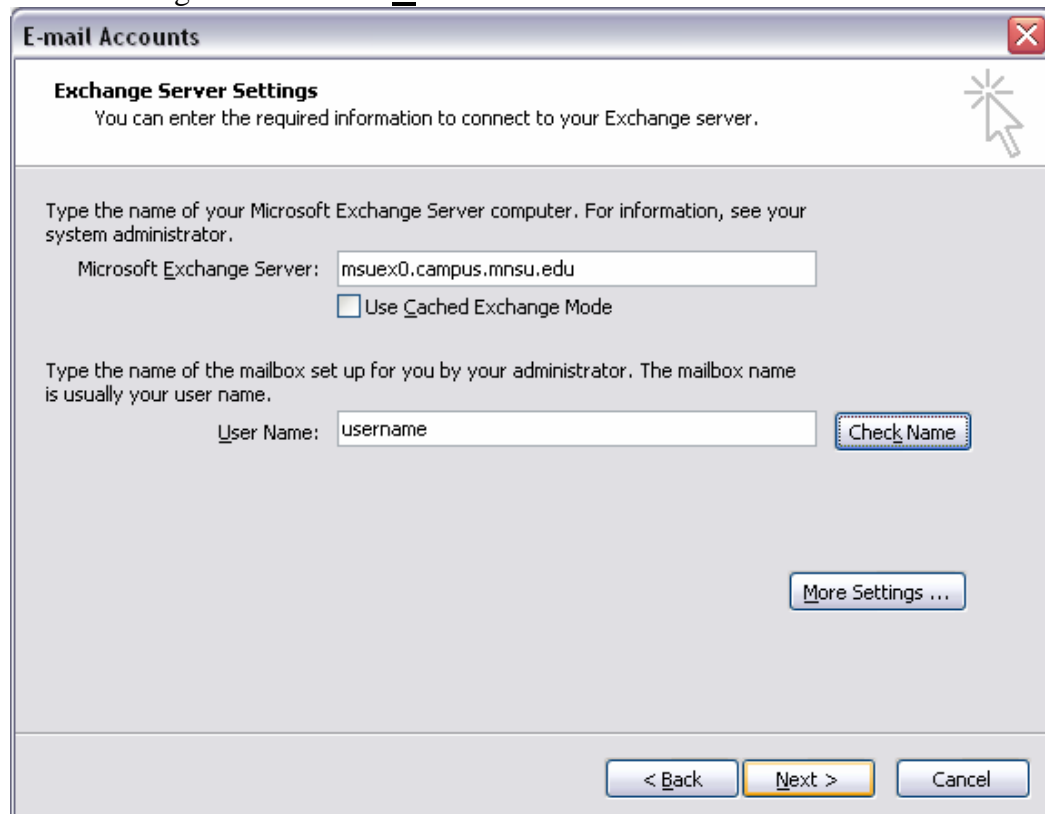 E-mail Accounts
Exchange Server Settings
You can enter the required information to connect to your Exchange server.
Type the name of your Microsoft Exchange Server computer. For information, see your
system administrator.
Microsoft Exchange Server: msuex0.campus.mnsu.edu
Use Cached Exchange Mode
Type the name of the mailbox set up for you by your administrator. The mailbox name
is usually your user name.
User Name: username Check Name
More Settings ...
< Back Next > Cancel